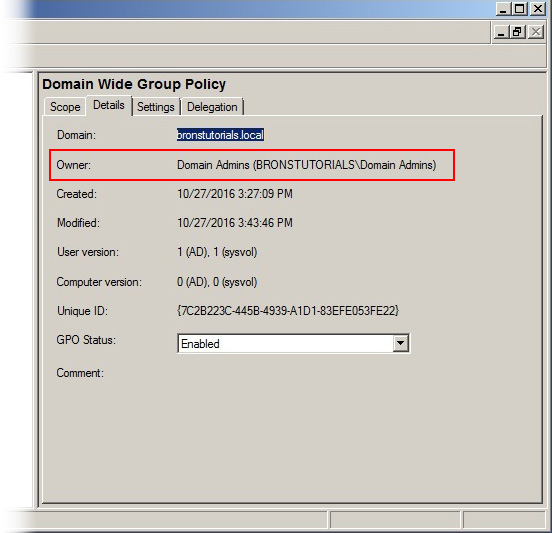 Domain Wide Group Policy
Scope Details Settings Delegation
Domain: bronstutorials.local
Owner: Domain Admins (BRONSTUTORIALS\Domain Admins)
Created: 10/27/2016 3:27:09 PM
Modified: 10/27/2016 3:43:46 PM
User version: 1 (AD), 1 (sysvol)
Computer version: 0 (AD), 0 (sysvol)
Unique ID: {7C2B223C-445B-4939-A1D1-83EFE053FE22}
GPO Status: Enabled
Comment: